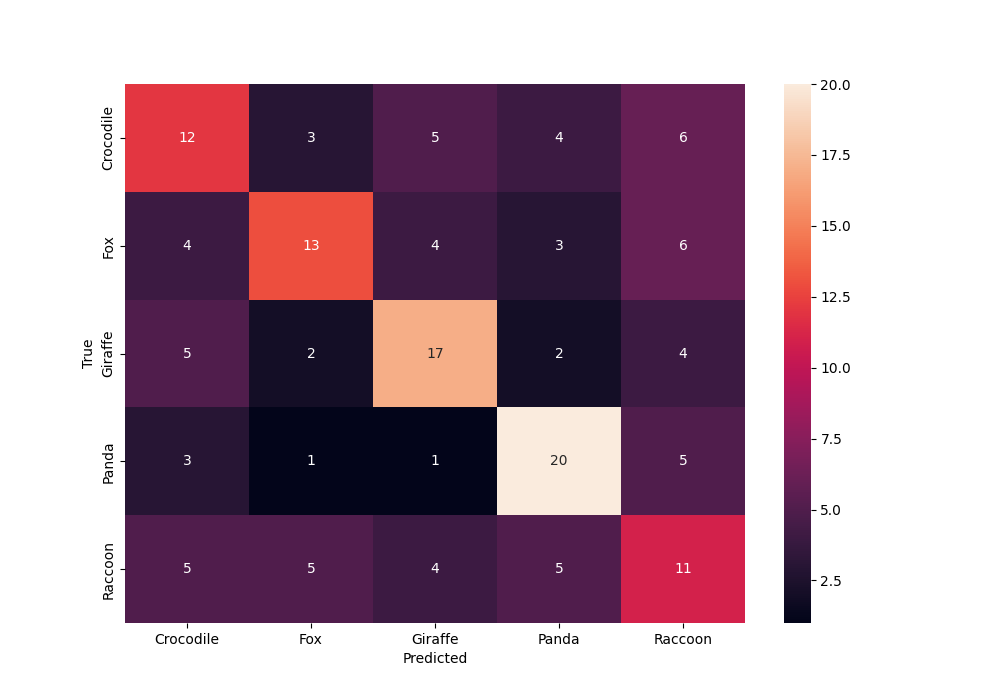 Crocodile 12 3 5 4 6
Fox 4 13 4 3 6
Giraffe 5 2 17 2 4
Panda 3 1 1 20 5
Raccoon 5 5 4 5 11
True
Crocodile Fox Giraffe Panda Raccoon
Predicted
20.0
17.5
15.0
12.5
10.0
7.5
5.0
2.5